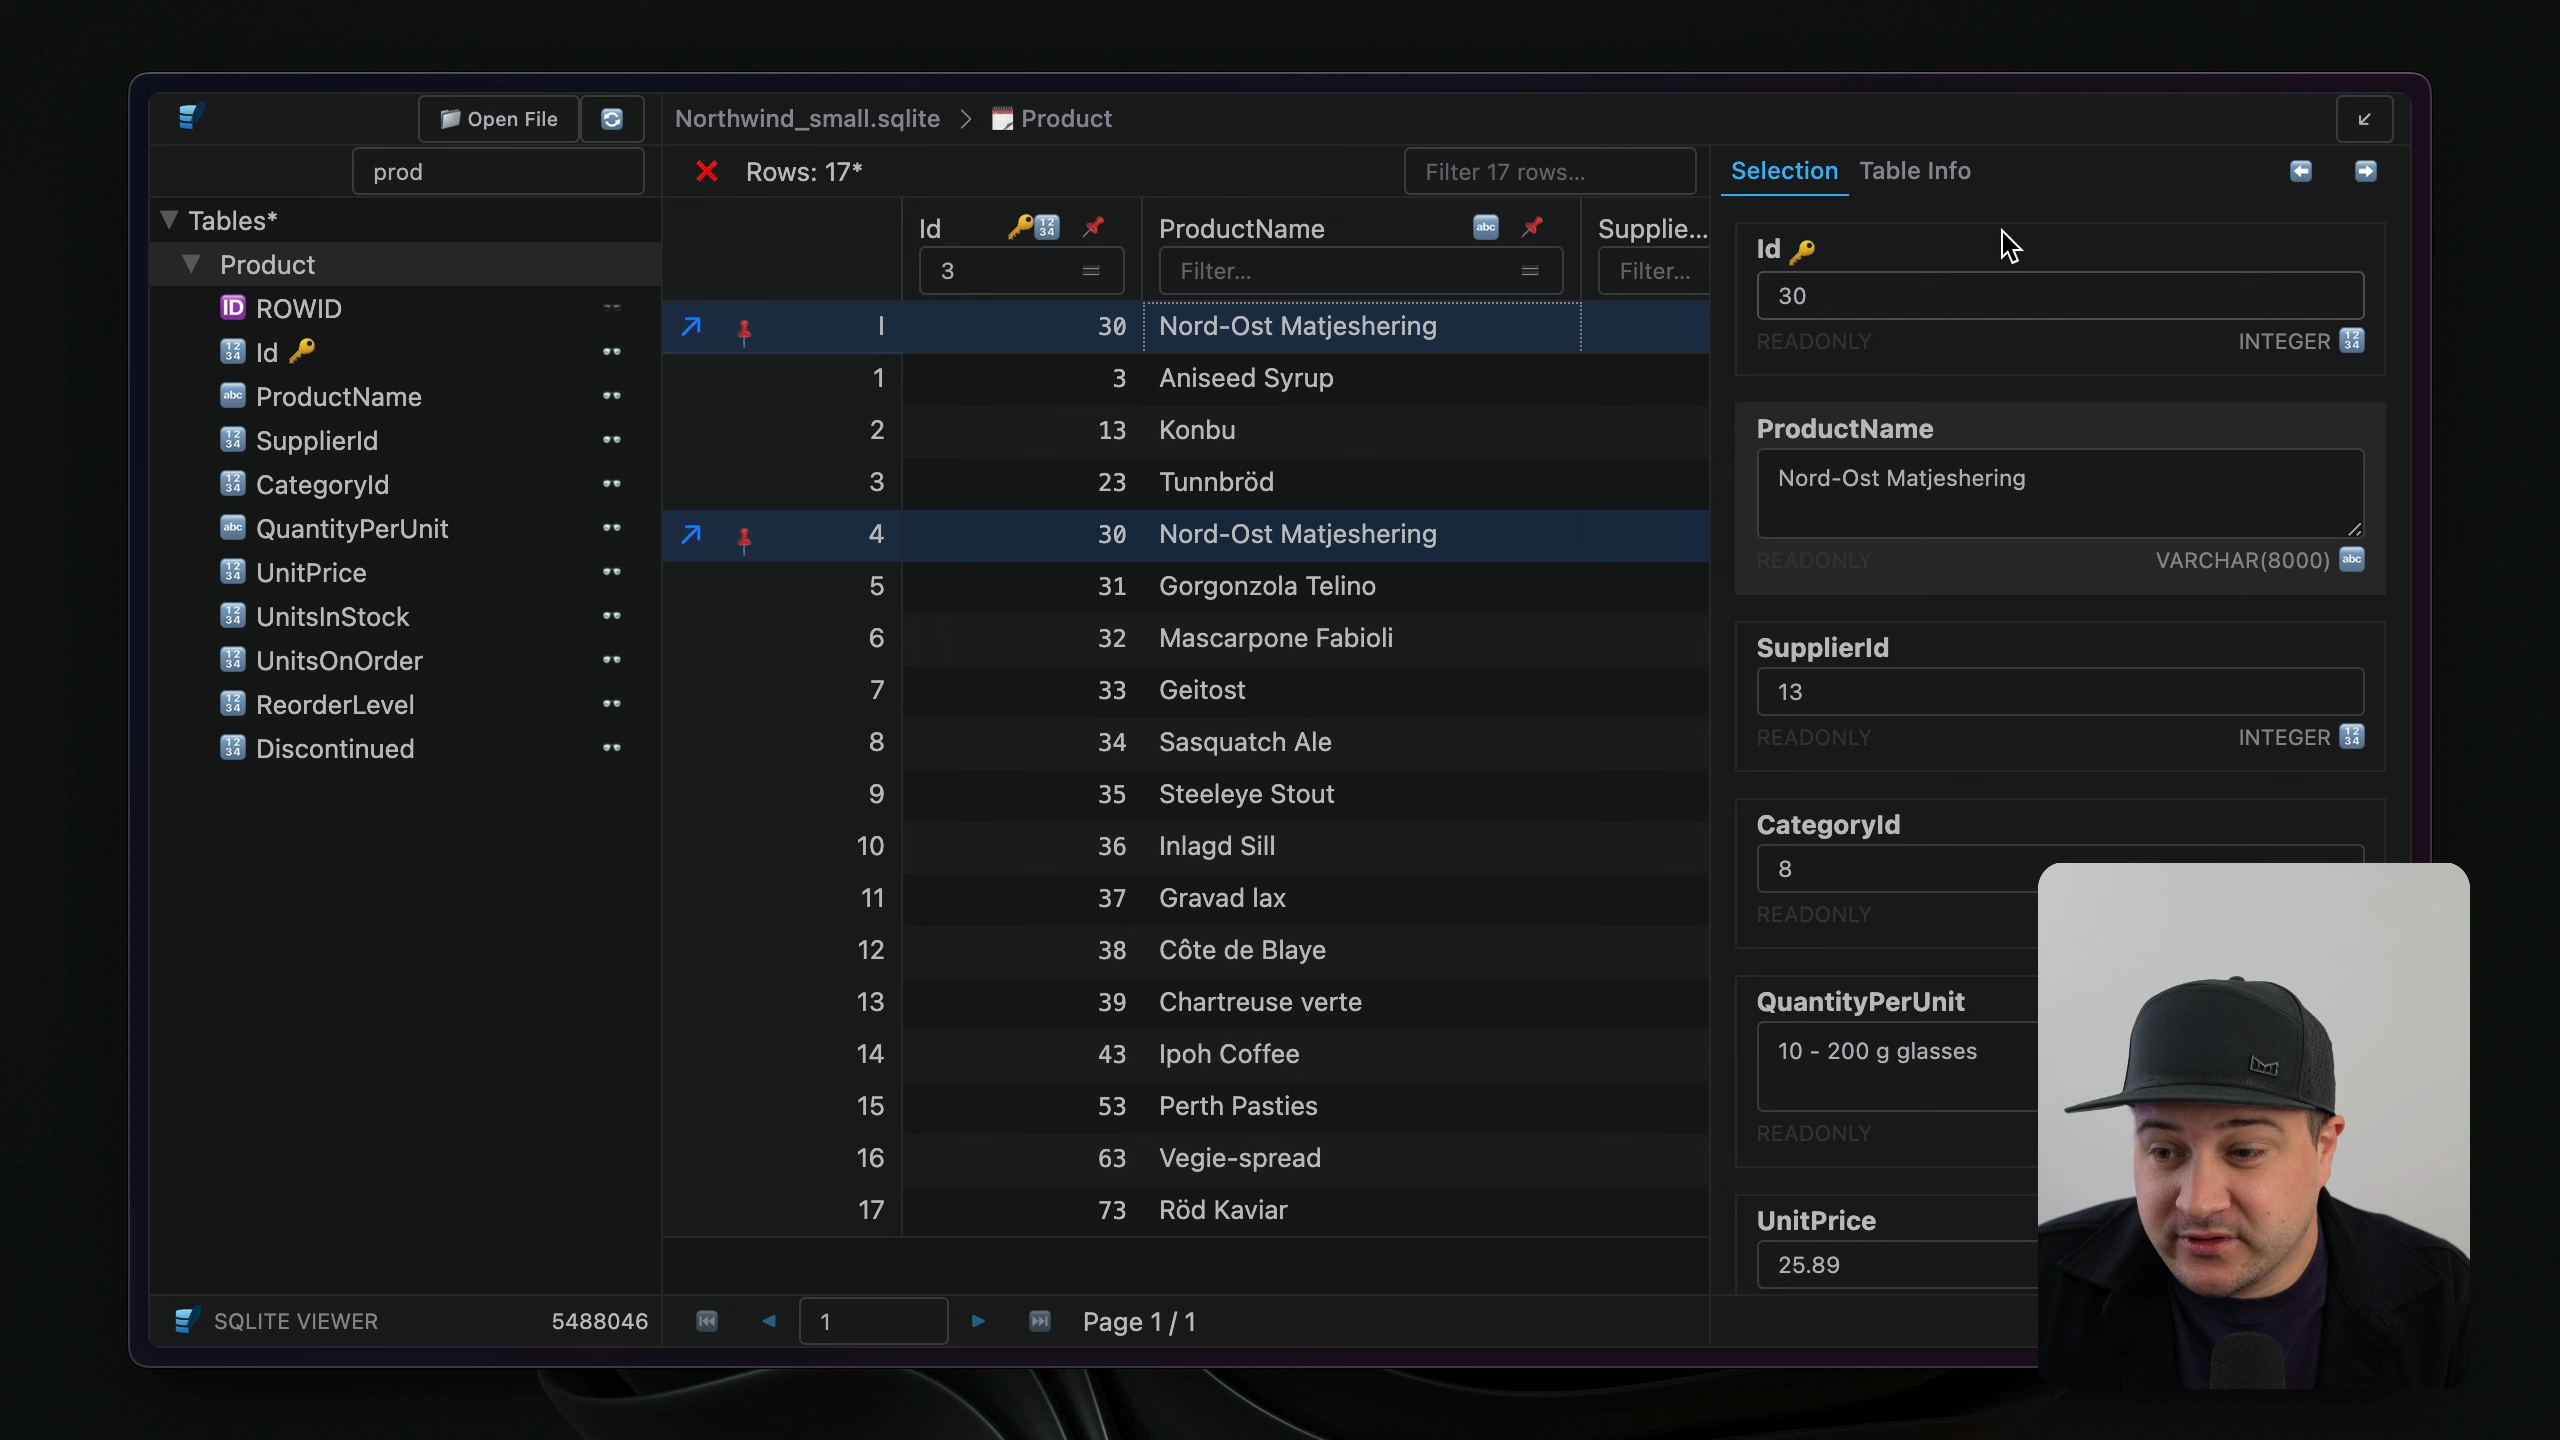 Open File
Northwind_small.sqlite > Product
prod
Rows: 17*
Filter 17 rows...
Selection
Table Info
Tables*
Product
ROWID
Id
ProductName
SupplierId
CategoryId
QuantityPerUnit
UnitPrice
UnitsInStock
UnitsOnOrder
ReorderLevel
Discontinued
Id ProductName Supplie...
3 Filter... Filter...
I 30 Nord-Ost Matjeshering
1 3 Aniseed Syrup
2 13 Konbu
3 23 Tunnbröd
4 30 Nord-Ost Matjeshering
5 31 Gorgonzola Telino
6 32 Mascarpone Fabioli
7 33 Geitost
8 34 Sasquatch Ale
9 35 Steeleye Stout
10 36 Inlagd Sill
11 37 Gravad lax
12 38 Côte de Blaye
13 39 Chartreuse verte
14 43 Ipoh Coffee
15 53 Perth Pasties
16 63 Vegie-spread
17 73 Röd Kaviar
Id
30
READONLY INTEGER
ProductName
Nord-Ost Matjeshering
READONLY VARCHAR(8000)
SupplierId
13
READONLY INTEGER
CategoryId
8
READONLY
QuantityPerUnit
10 - 200 g glasses
READONLY
UnitPrice
25.89
SQLITE VIEWER 5488046
1 Page 1 / 1